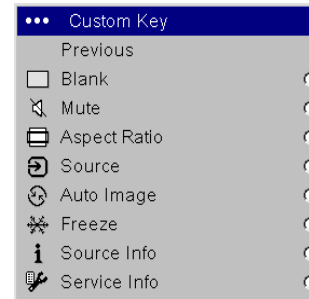 Custom Key
Previous
Blank
Mute
Aspect Ratio
Source
Auto Image
Freeze
Source Info
Service Info